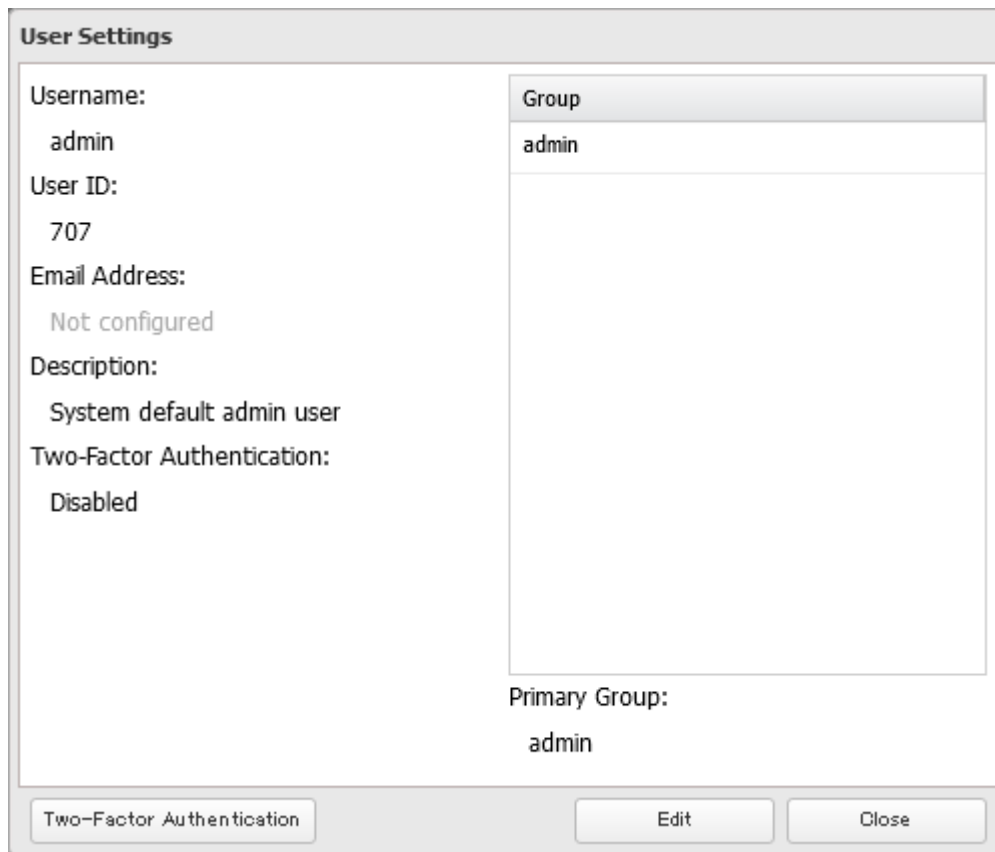 User Settings
Username:
admin
User ID:
707
Email Address:
Not configured
Description:
System default admin user
Two-Factor Authentication:
Disabled
Group
admin
Primary Group:
admin
Two-Factor Authentication
Edit
Close